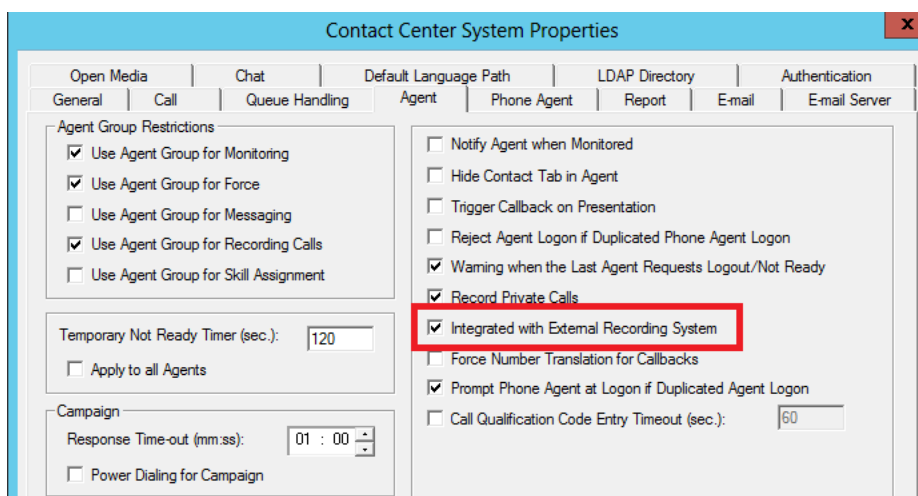 Contact Center System Properties
x
Open Media Chat Default Language Path LDAP Directory Authentication
General Call Queue Handling Agent Phone Agent Report E-mail E-mail Server
Agent Group Restrictions
Use Agent Group for Monitoring
Use Agent Group for Force
Use Agent Group for Messaging
Use Agent Group for Recording Calls
Use Agent Group for Skill Assignment
Temporary Not Ready Timer (sec.): 120
Apply to all Agents
Campaign
Response Time-out (mm:ss): 01 : 00
Power Dialing for Campaign
Notify Agent when Monitored
Hide Contact Tab in Agent
Trigger Callback on Presentation
Reject Agent Logon if Duplicated Phone Agent Logon
Warning when the Last Agent Requests Logout/Not Ready
Record Private Calls
Integrated with External Recording System
Force Number Translation for Callbacks
Prompt Phone Agent at Logon if Duplicated Agent Logon
Call Qualification Code Entry Timeout (sec.): 60